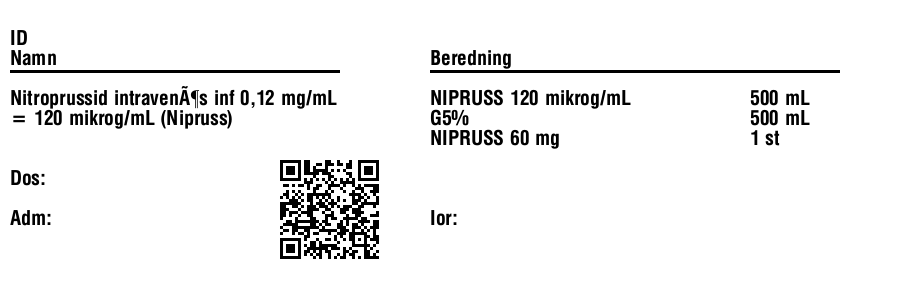 ID
Namn
Nitroprussid intravenÃ¶s inf 0,12 mg/mL
= 120 mikrog/mL (Nipruss)
Dos:
Adm:
Beredning
NIPRUSS 120 mikrog/mL 500 mL
G5% 500 mL
NIPRUSS 60 mg 1 st
Ior: